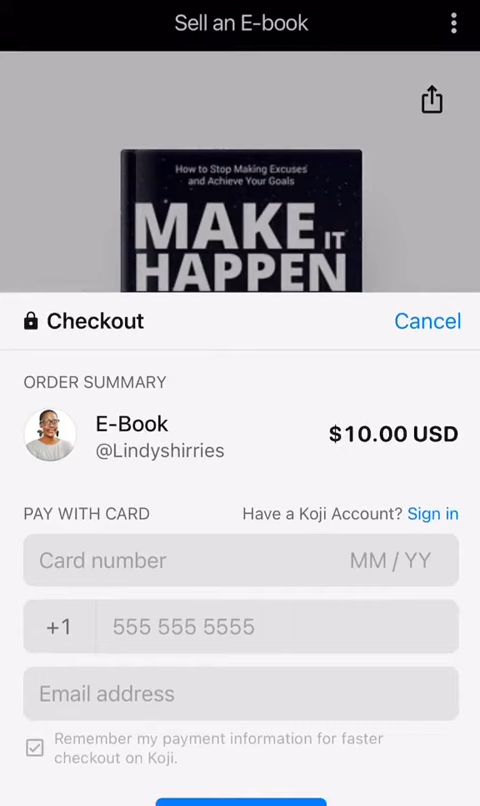 Sell an E-book
How to Stop Making Excuses
and Achieve Your Goals
MAKE IT
HAPPEN
Checkout
Cancel
ORDER SUMMARY
E-Book
$10.00 USD
@Lindyshirries
PAY WITH CARD
Have a Koji Account? Sign in
Card number
MM / YY
+1
555 555 5555
Email address
Remember my payment information for faster
checkout on Koji.